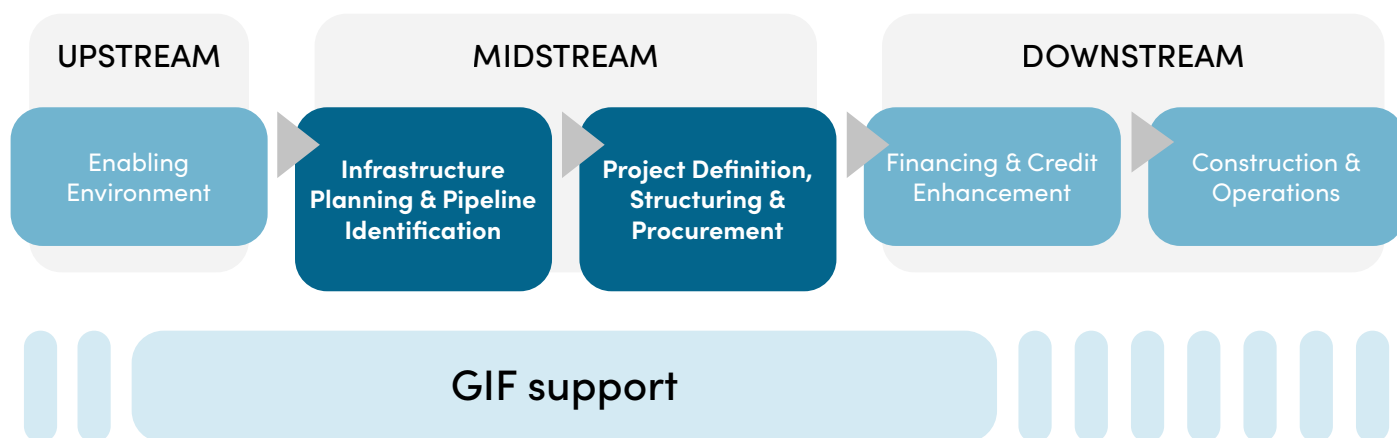 UPSTREAM
MIDSTREAM
DOWNSTREAM
Enabling
Environment
Infrastructure
Planning & Pipeline
Identification
Project Definition,
Structuring &
Procurement
Financing & Credit
Enhancement
Construction &
Operations
GIF support